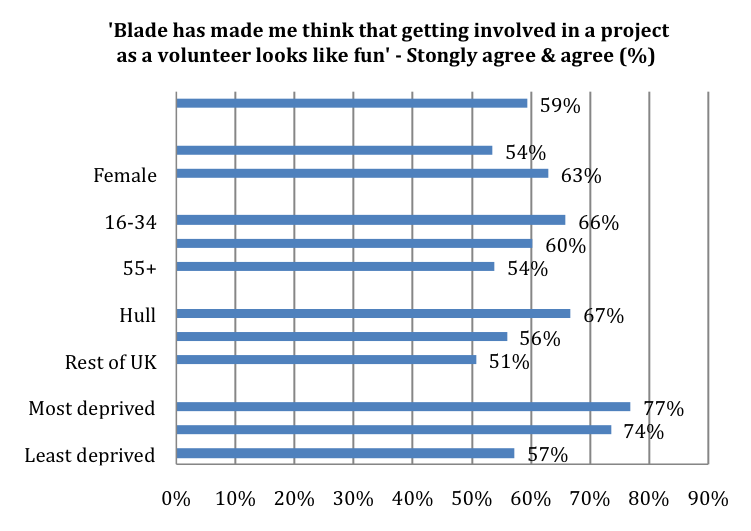 'Blade has made me think that getting involved in a project
as a volunteer looks like fun' - Stongly agree & agree (%)
59%
54%
Female 63%
16-34 66%
60%
55+ 54%
Hull 67%
56%
Rest of UK 51%
Most deprived 77%
74%
Least deprived 57%
0% 10% 20% 30% 40% 50% 60% 70% 80% 90%